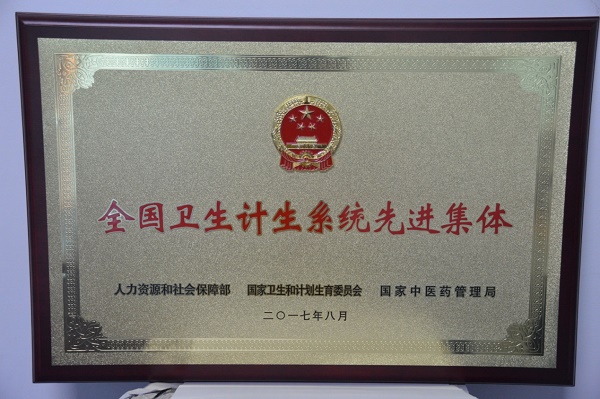 全国卫生计生系统先进集体
人力资源和社会保障部 国家卫生和计划生育委员会 国家中医药管理局
二〇一七年八月